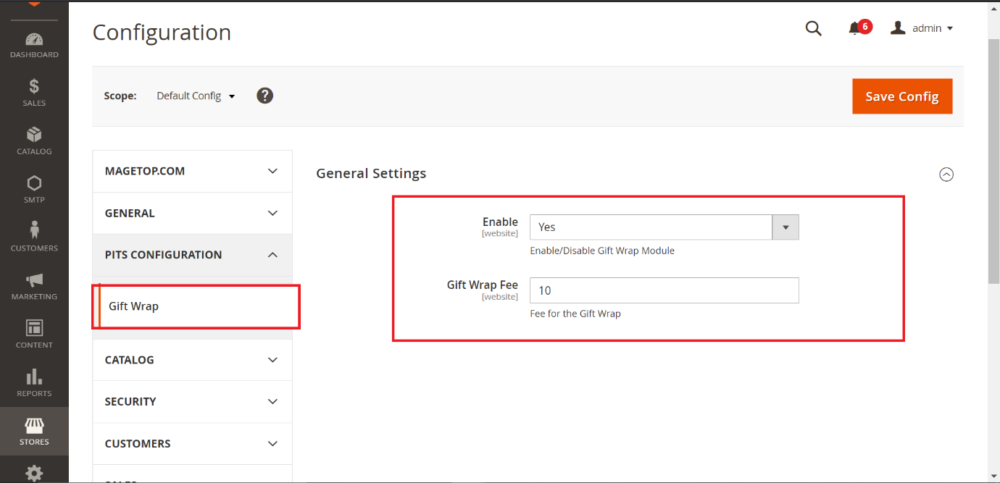 Configuration
6
admin
DASHBOARD
SALES
CATALOG
SMTP
CUSTOMERS
MARKETING
CONTENT
REPORTS
STORES
Scope:
Default Config
?
Save Config
MAGETOP.COM
GENERAL
PITS CONFIGURATION
Gift Wrap
CATALOG
SECURITY
CUSTOMERS
SALES
General Settings
Enable
[website]
Yes
Enable/Disable Gift Wrap Module
Gift Wrap Fee
[website]
10
Fee for the Gift Wrap